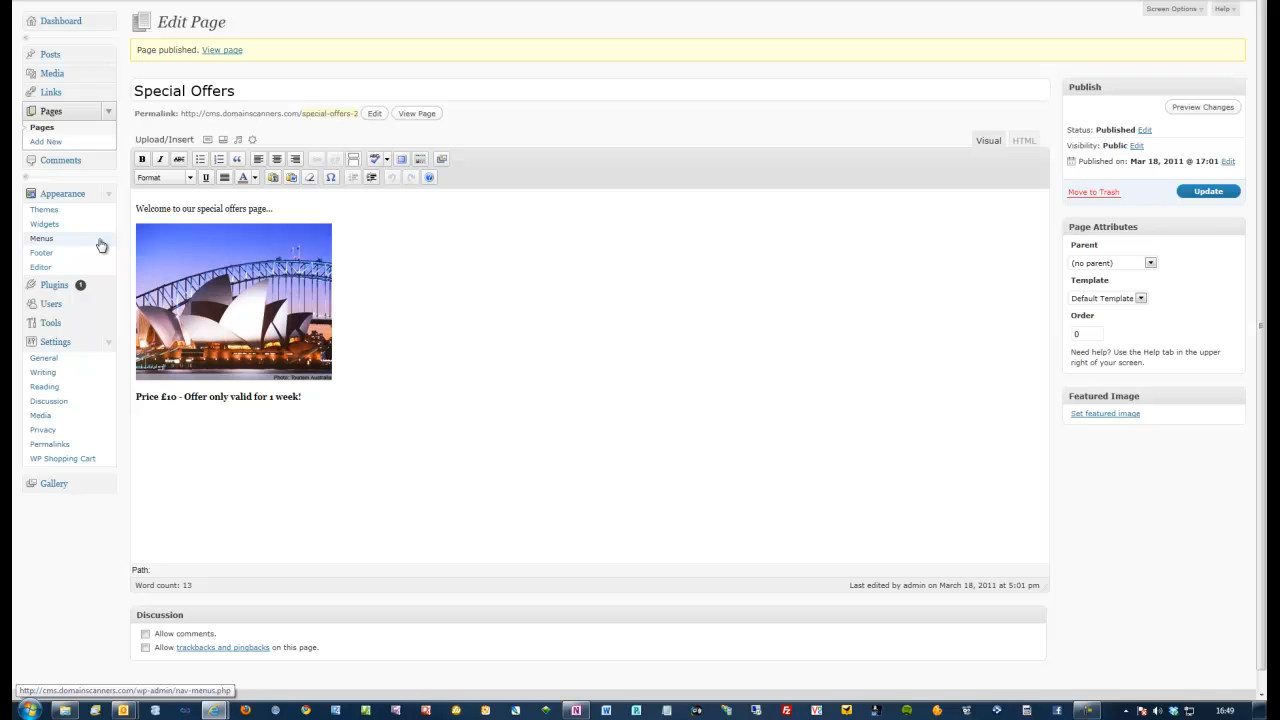 Dashboard
Posts
Media
Links
Pages
Pages
Add New
Comments
Appearance
Themes
Widgets
Menus
Footer
Editor
Plugins 1
Users
Tools
Settings
General
Writing
Reading
Discussion
Media
Privacy
Permalinks
WP Shopping Cart
Gallery
Screen Options
Help
Edit Page
Page published. View page
Special Offers
Permalink: http://cms.domainscanners.com/special-offers-2 Edit View Page
Upload/Insert
Visual HTML
B I ABC
Format U A Ω
Welcome to our special offers page...
Photo: Tourism Australia
Price £10 - Offer only valid for 1 week!
Path:
Word count: 13
Last edited by admin on March 18, 2011 at 5:01 pm
Discussion
Allow comments.
Allow trackbacks and pingbacks on this page.
Publish
Preview Changes
Status: Published Edit
Visibility: Public Edit
Published on: Mar 18, 2011 @ 17:01 Edit
Move to Trash
Update
Page Attributes
Parent
(no parent)
Template
Default Template
Order
0
Need help? Use the Help tab in the upper
right of your screen.
Featured Image
Set featured image
http://cms.domainscanners.com/wp-admin/nav-menus.php
16:49